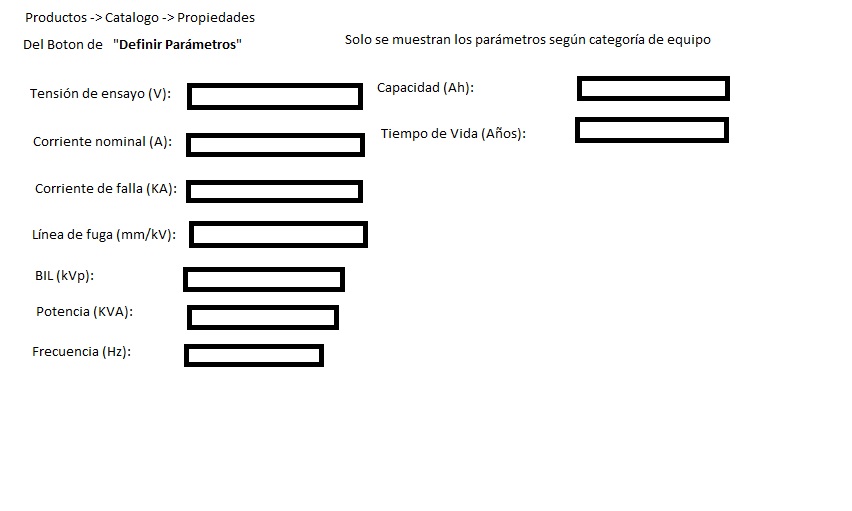 Productos -> Catalogo -> Propiedades
Del Boton de "Definir Parámetros"
Solo se muestran los parámetros según categoría de equipo
Tensión de ensayo (V):
Corriente nominal (A):
Corriente de falla (KA):
Línea de fuga (mm/kV):
BIL (kVp):
Potencia (KVA):
Frecuencia (Hz):
Capacidad (Ah):
Tiempo de Vida (Años):